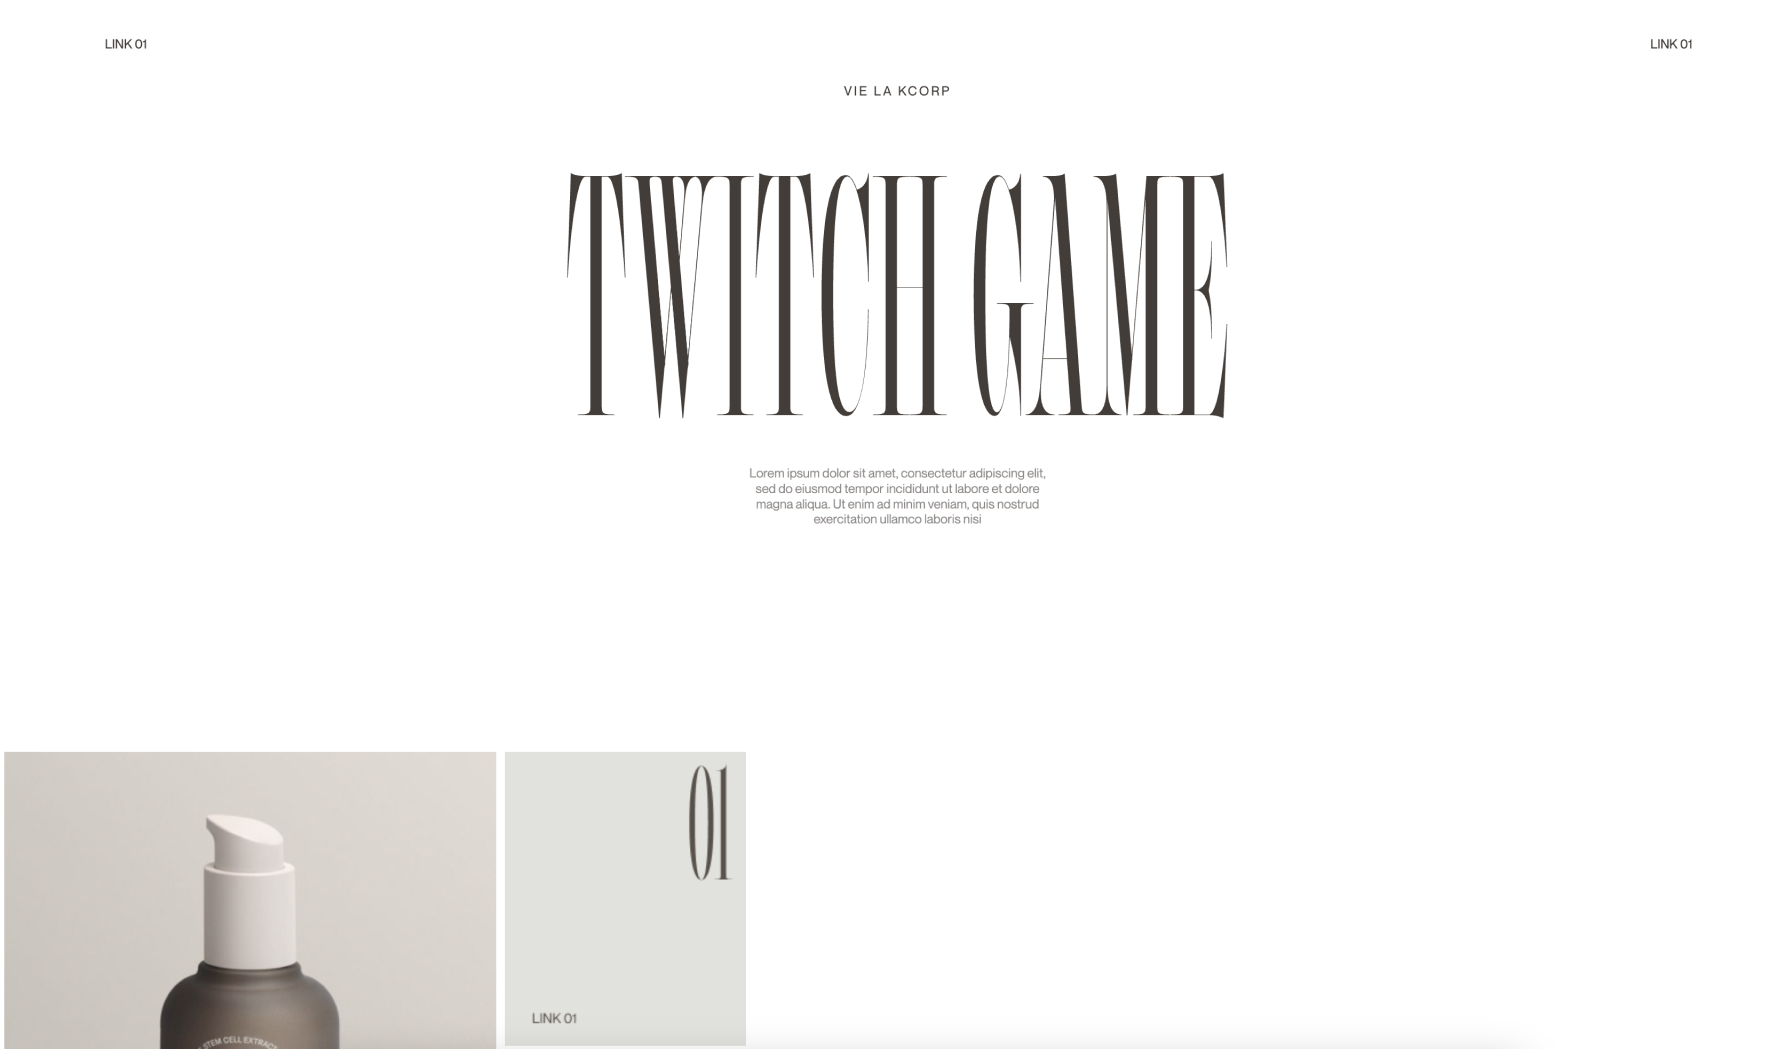 LINK 01
LINK 01
VIE LA KCORP
TWITCH GAME
Lorem ipsum dolor sit amet, consectetur adipiscing elit,
sed do eiusmod tempor incididunt ut labore et dolore
magna aliqua. Ut enim ad minim veniam, quis nostrud
exercitation ullamco laboris nisi
01
LINK 01
STEM CELL EXTRACT